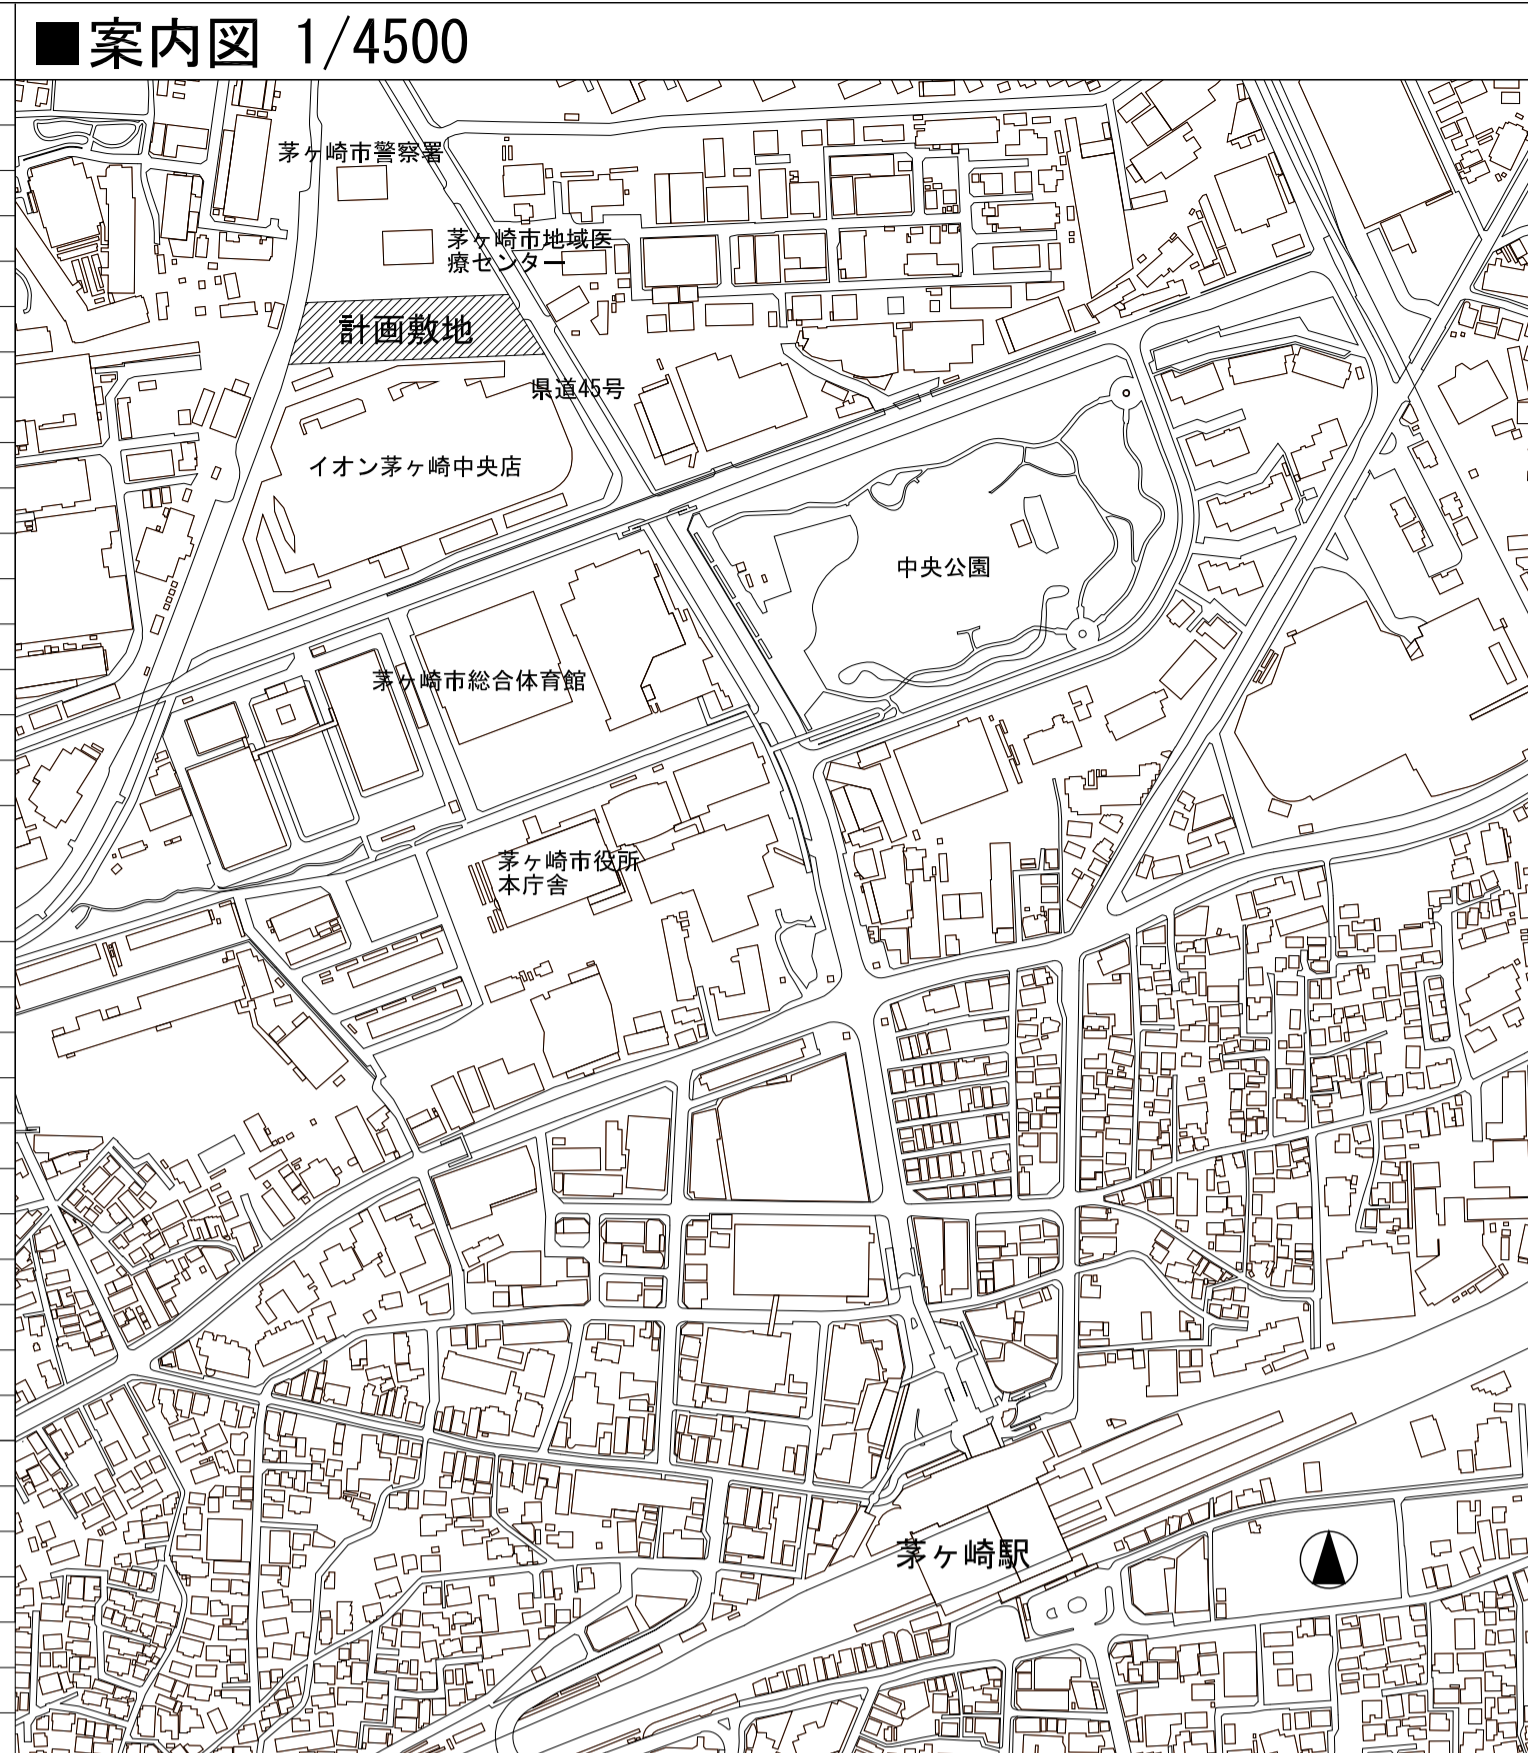 ■案内図 1/4500
茅ヶ崎市警察署
茅ヶ崎市地域医
療センター
計画敷地
県道45号
イオン茅ヶ崎中央店
中央公園
茅ヶ崎市総合体育館
茅ヶ崎市役所
本庁舎
茅ヶ崎駅